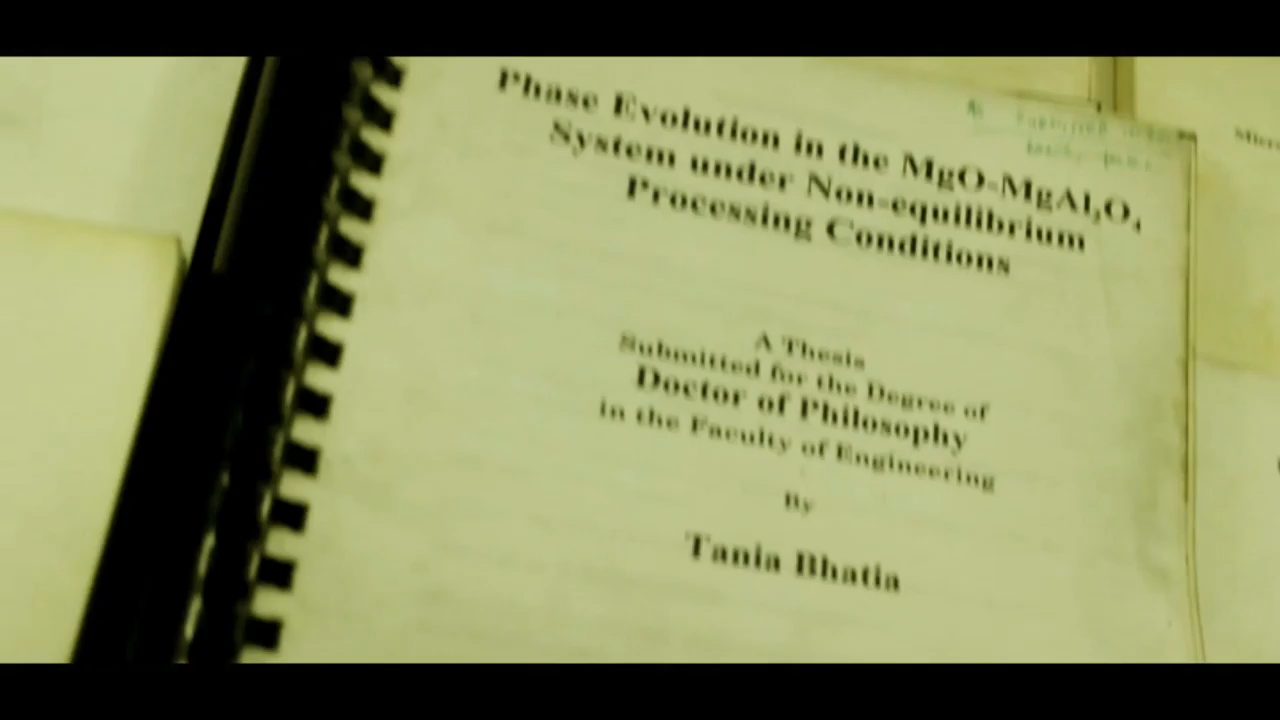 Phase Evolution in the MgO-MgAl₂O₄
System under Non-equilibrium
Processing Conditions
A Thesis
Submitted for the Degree of
Doctor of Philosophy
in the Faculty of Engineering
By
Tania Bhatia